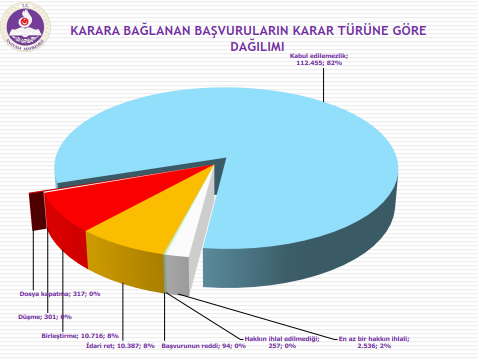 KARARA BAĞLANAN BAŞVURULARIN KARAR TÜRÜNE GÖRE
DAĞILIMI
Kabul edilemezlik;
112.455; 82%
Dosya kapatma; 317; 0%
Düşme; 301; 0%
Birleştirme; 10.716; 8%
İdari ret; 10.387; 8%
Başvurunun reddi; 94; 0%
Hakkın ihlal edilmediği;
257; 0%
En az bir hakkın ihlali;
2.536; 2%